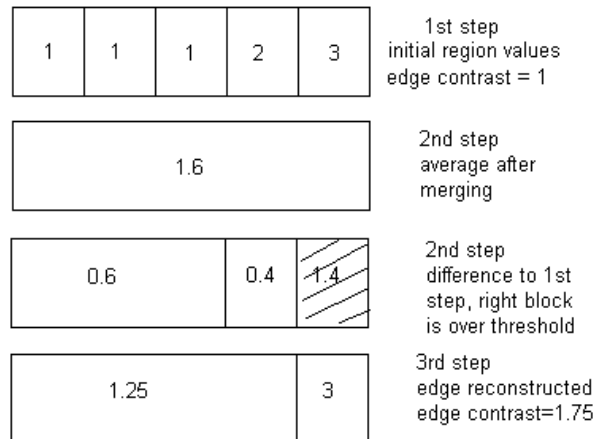 1 1 1 2 3
1st step
initial region values
edge contrast = 1
1.6
2nd step
average after
merging
0.6 0.4 1.4
2nd step
difference to 1st
step, right block
is over threshold
1.25 3
3rd step
edge reconstructed
edge contrast=1.75